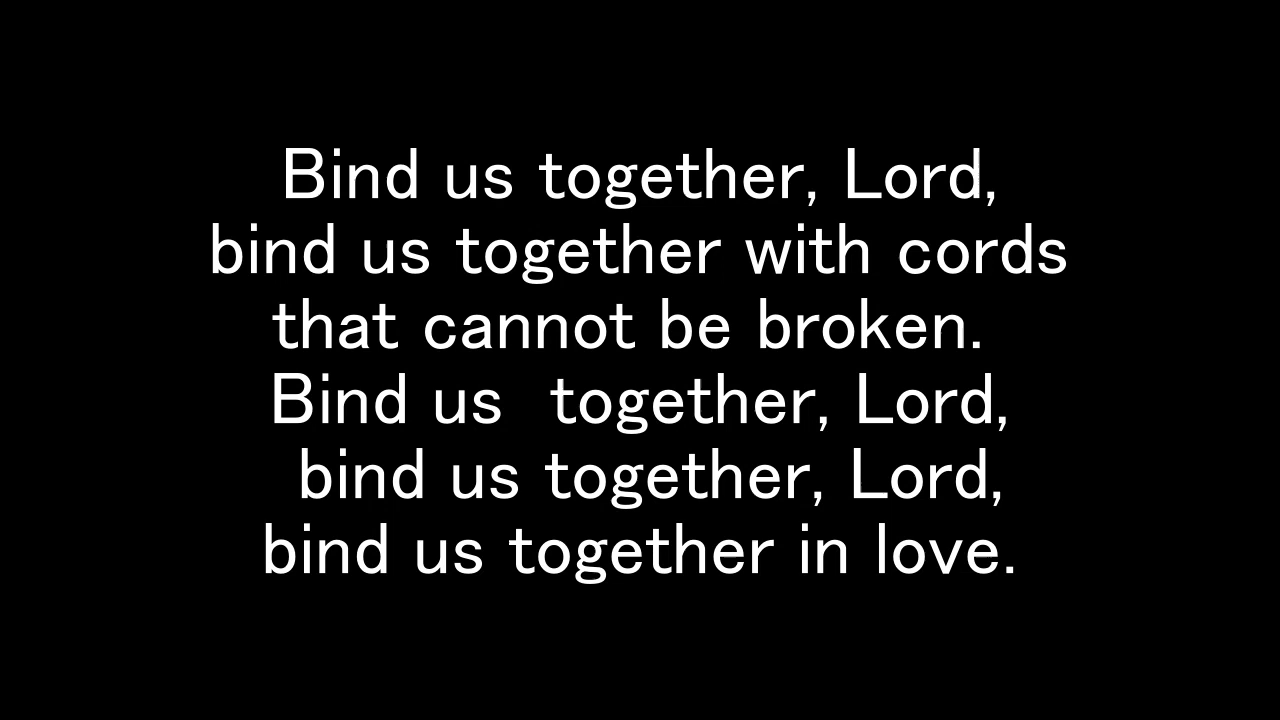 Bind us together, Lord,
bind us together with cords
that cannot be broken.
Bind us  together, Lord,
bind us together, Lord,
bind us together in love.